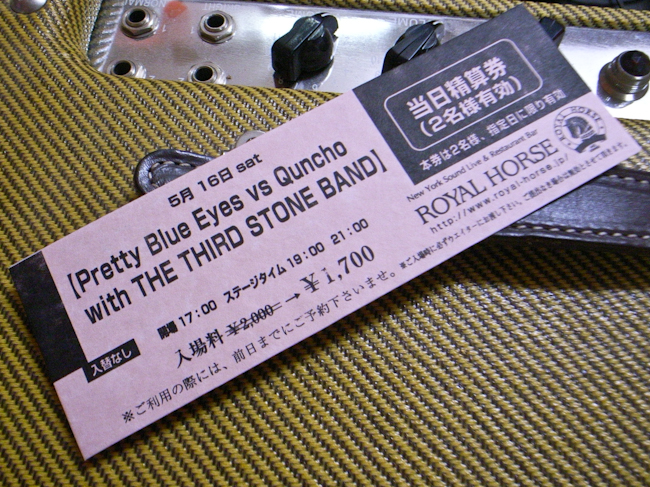 5月 16日 sat
【Pretty Blue Eyes vs Quncho
with THE THIRD STONE BAND】
開場 17:00 ステージタイム 19:00 21:00
入替なし
入場料 ¥2,000 → ¥1,700
※ご利用の際には、前日までにご予約下さいませ。
当日精算券
(2名様有効)
本券は2名様、指定日に限り有効
New York Sound Live & Restaurant Bar
ROYAL HORSE
http://www.royal-horse.jp/
ROYAL HORSE